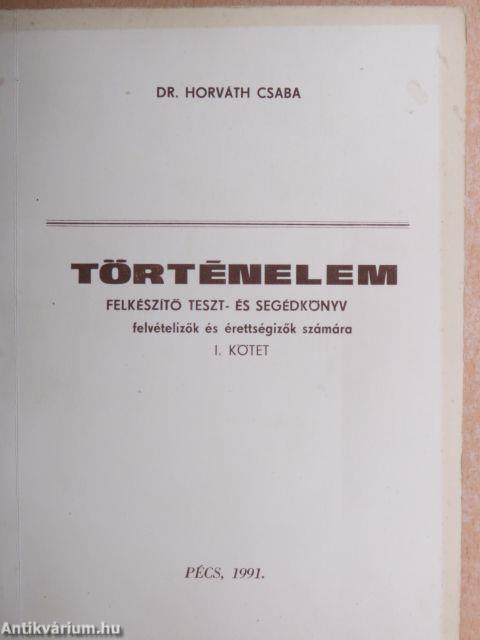 DR. HORVÁTH CSABA
TÖRTÉNELEM
FELKÉSZÍTŐ TESZT- ÉS SEGÉDKÖNYV
felvételizők és érettségizők számára
I. KÖTET
PÉCS, 1991.
Antikvárium.hu